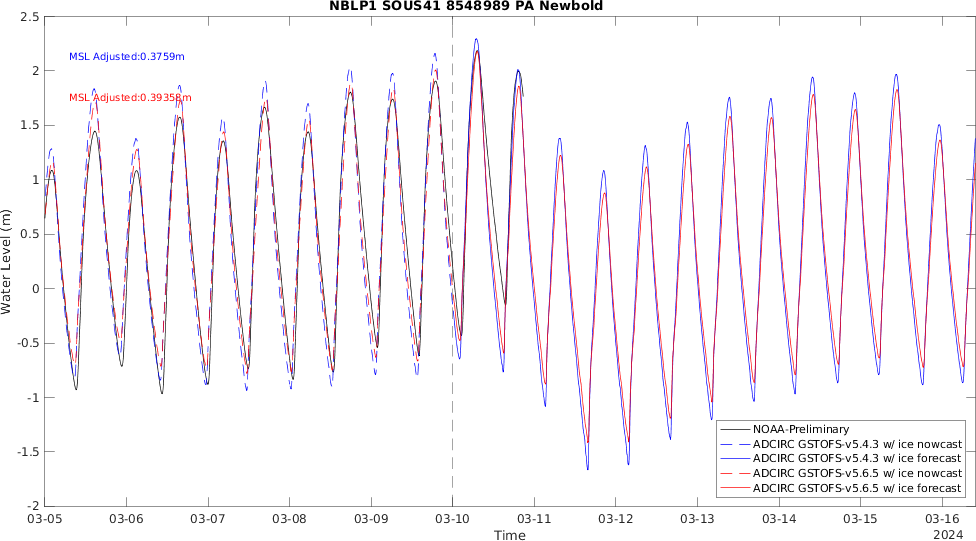 NBLP1 SOUS41 8548989 PA Newbold
2.5
2
1.5
1
0.5
0
-0.5
-1
-1.5
-2
Water Level (m)
MSL Adjusted:0.3759m
MSL Adjusted:0.39358m
NOAA-Preliminary
ADCIRC GSTOFS-v5.4.3 w/ ice nowcast
ADCIRC GSTOFS-v5.4.3 w/ ice forecast
ADCIRC GSTOFS-v5.6.5 w/ ice nowcast
ADCIRC GSTOFS-v5.6.5 w/ ice forecast
03-05 03-06 03-07 03-08 03-09 03-10 03-11 03-12 03-13 03-14 03-15 03-16
Time
2024